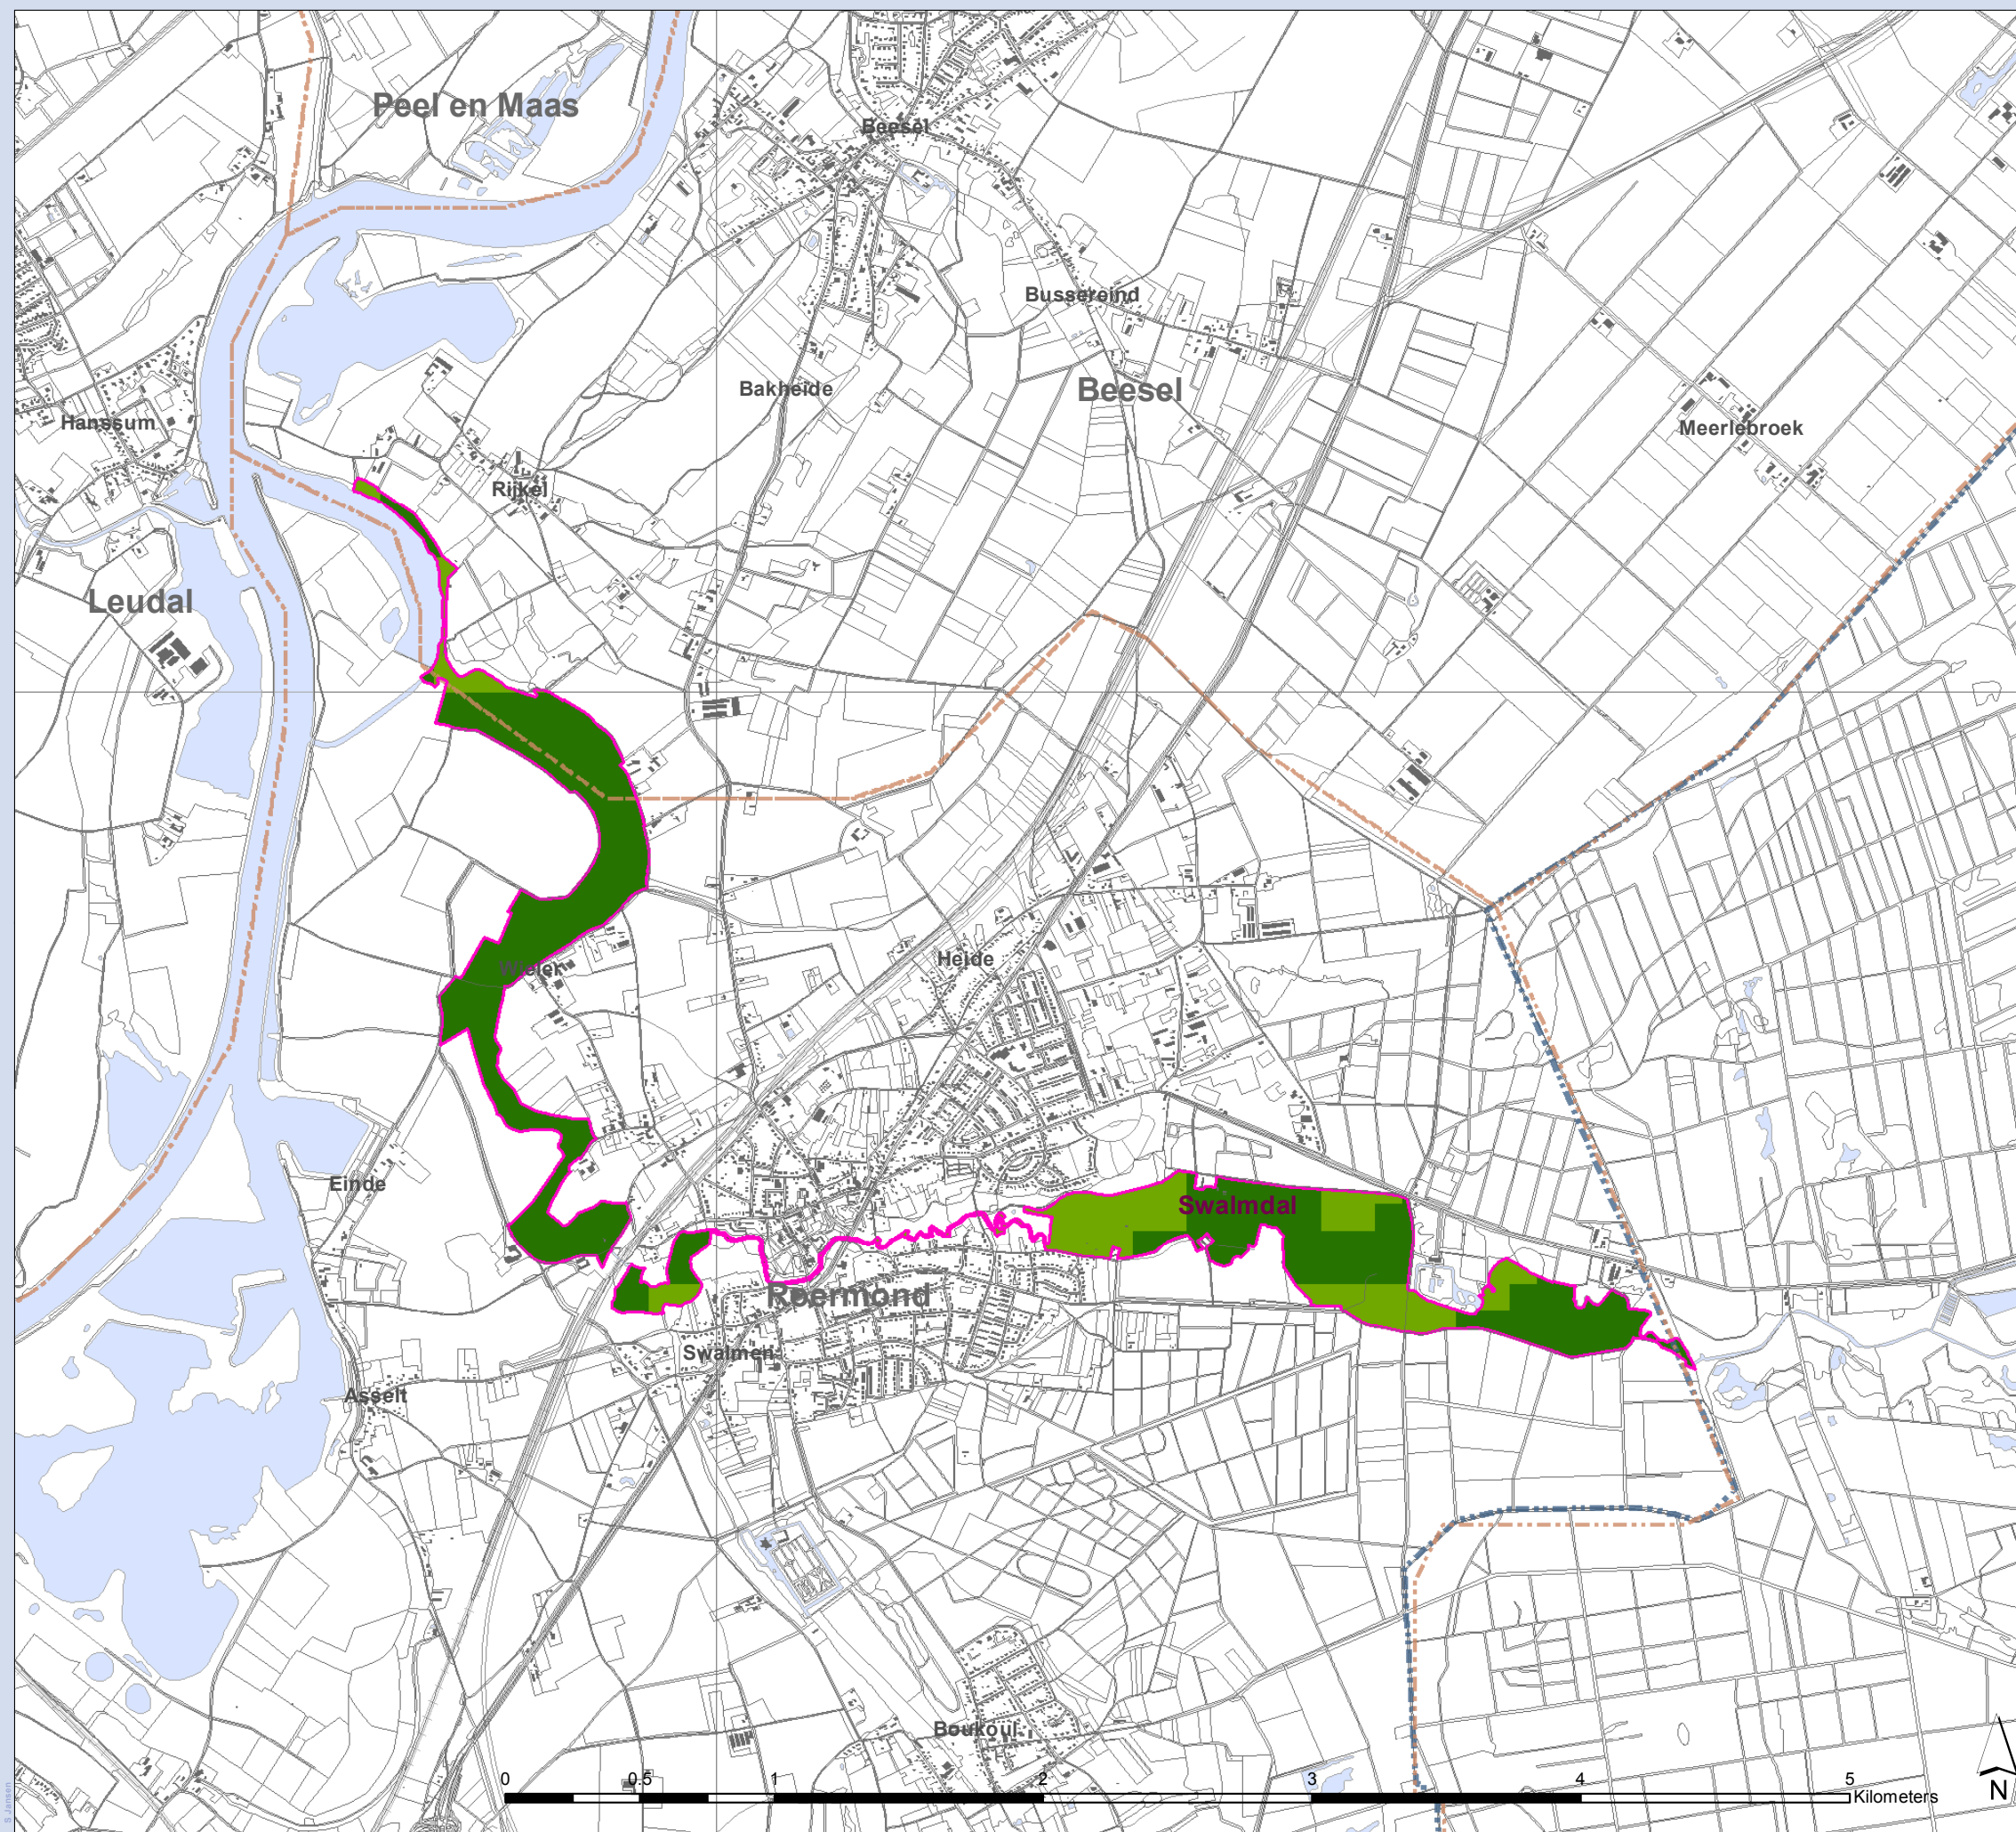 Peel en Maas
Beesel
Bussereind
Bakheide
Beesel
Hanssum
Meerlebroek
Rijkel
Leudal
Heide
Wieler
Einde
Swalmdal
Roermond
Swalmen
Asselt
Boukoul
0 0.5 1 2 3 4 5
Kilometers
N
S Jansen